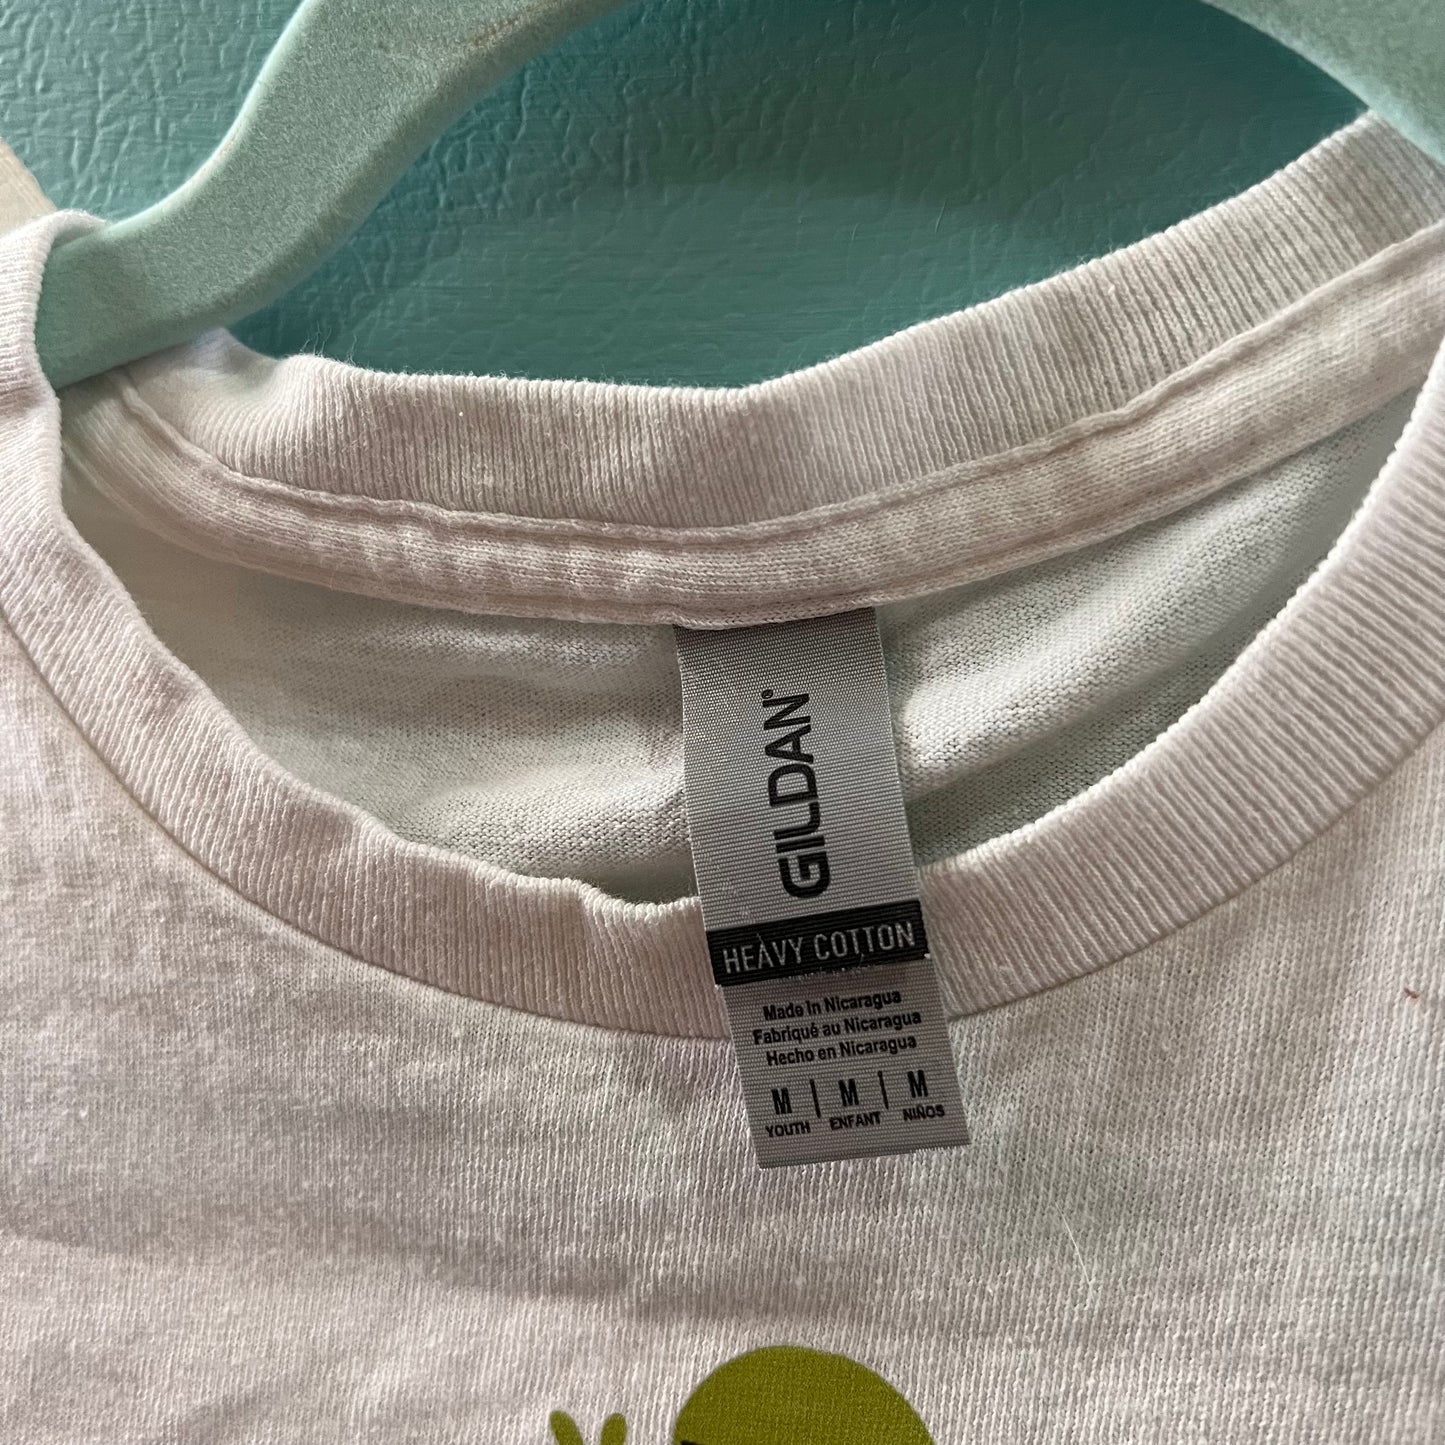 GILDAN®
HEAVY COTTON
Made in Nicaragua
Fabriqué au Nicaragua
Hecho en Nicaragua
M | M | M
YOUTH ENFANT NIÑOS